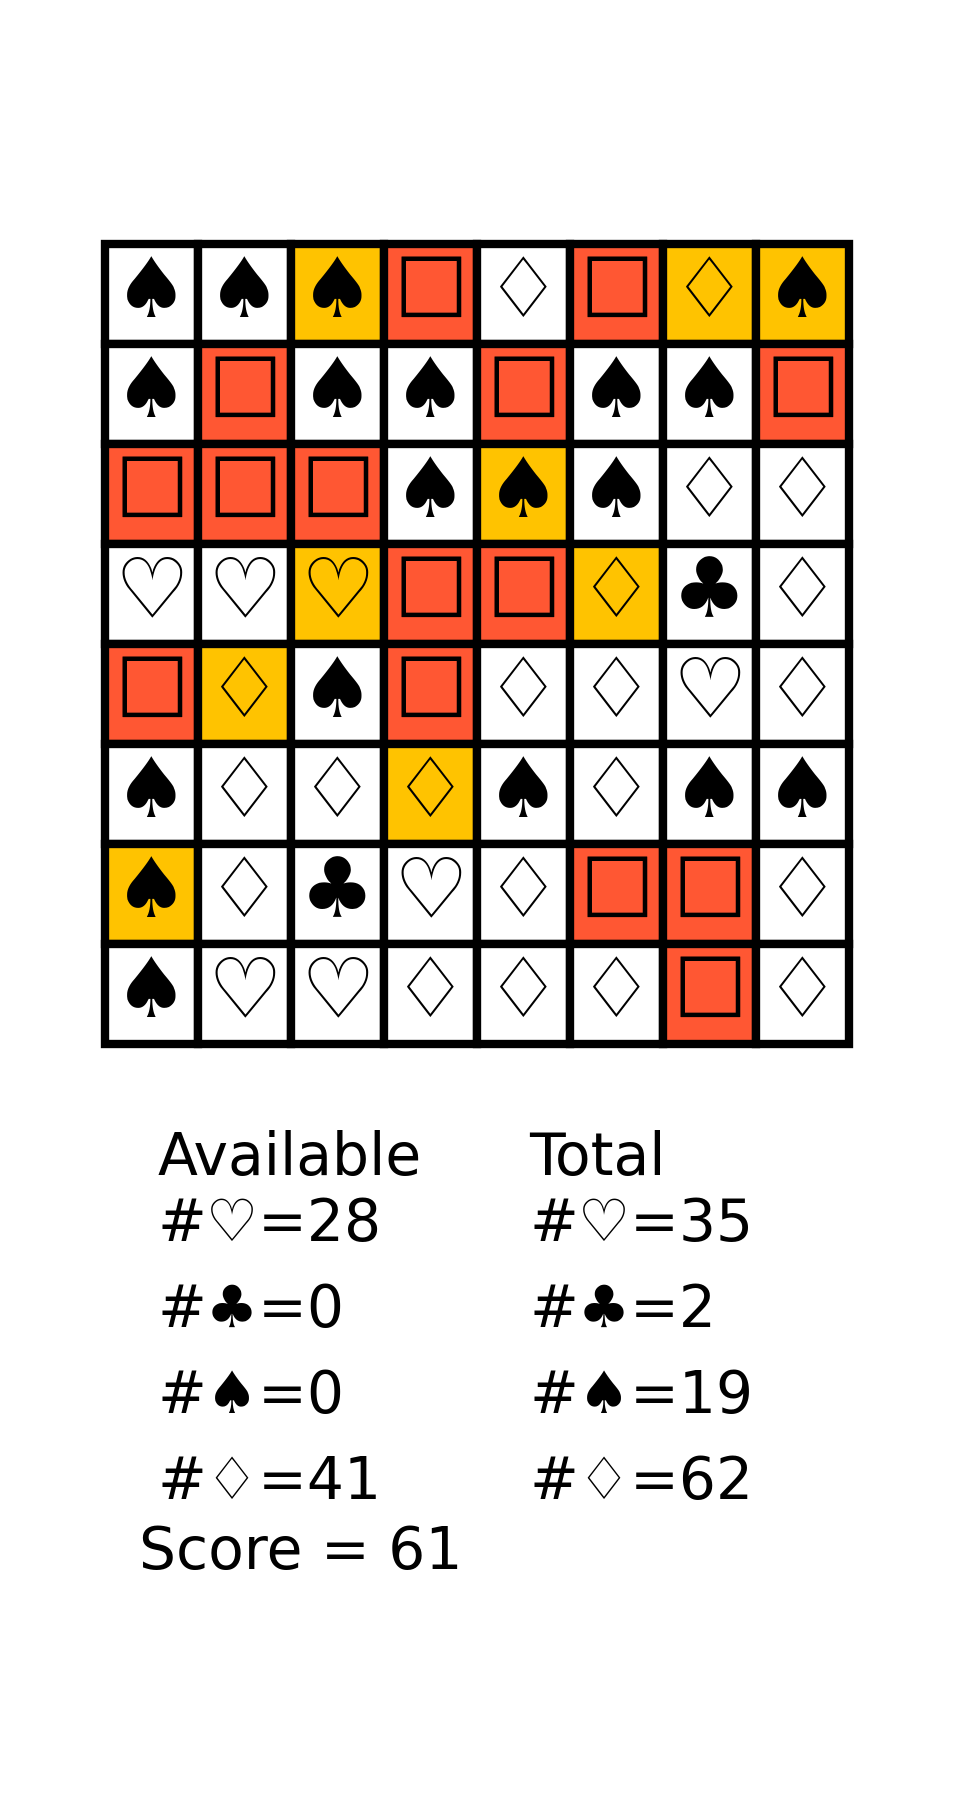 ♠ ♠ ♠ □ ♢ □ ♢ ♠
♠ □ ♠ ♠ □ ♠ ♠ □
□ □ □ ♠ ♠ ♠ ♢ ♢
♡ ♡ ♡ □ □ ♢ ♣ ♢
□ ♢ ♠ □ ♢ ♢ ♡ ♢
♠ ♢ ♢ ♢ ♠ ♢ ♠ ♠
♠ ♢ ♣ ♡ ♢ □ □ ♢
♠ ♡ ♡ ♢ ♢ ♢ □ ♢
Available Total
#♡=28 #♡=35
#♣=0 #♣=2
#♠=0 #♠=19
#♢=41 #♢=62
Score = 61